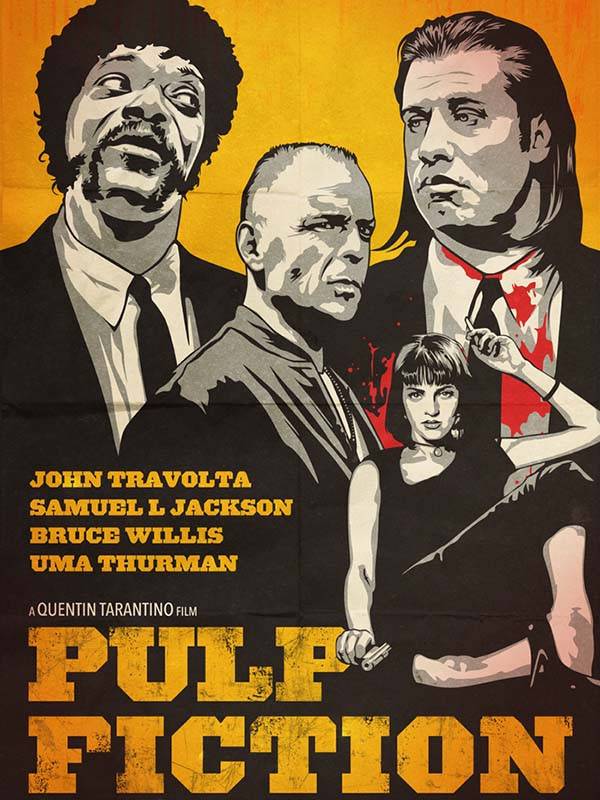 JOHN TRAVOLTA
SAMUEL L JACKSON
BRUCE WILLIS
UMA THURMAN
A QUENTIN TARANTINO FILM
PULP
FICTION